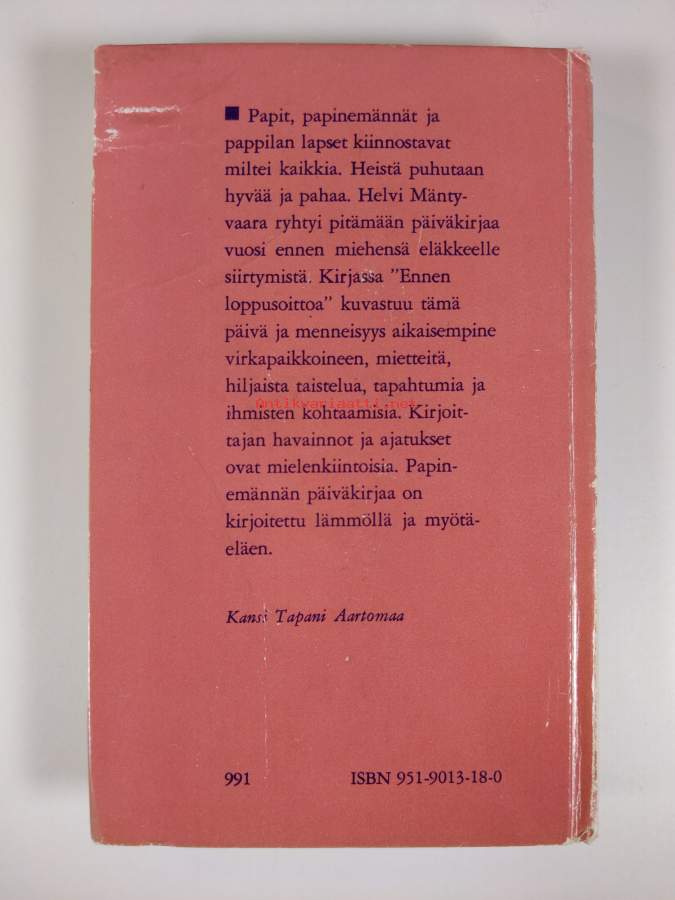 ■ Papit, papinemännät ja
pappilan lapset kiinnostavat
miltei kaikkia. Heistä puhutaan
hyvää ja pahaa. Helvi Mänty-
vaara ryhtyi pitämään päiväkirjaa
vuosi ennen miehensä eläkkeelle
siirtymistä. Kirjassa ”Ennen
loppusoittoa” kuvastuu tämä
päivä ja menneisyys aikaisempine
virkapaikkoineen, mietteitä,
hiljaista taistelua, tapahtumia ja
Antikvariaatti.net
ihmisten kohtaamisia. Kirjoit-
tajan havainnot ja ajatukset
ovat mielenkiintoisia. Papin-
emännän päiväkirjaa on
kirjoitettu lämmöllä ja myötä-
eläen.
Kansi Tapani Aartomaa
991 ISBN 951-9013-18-0